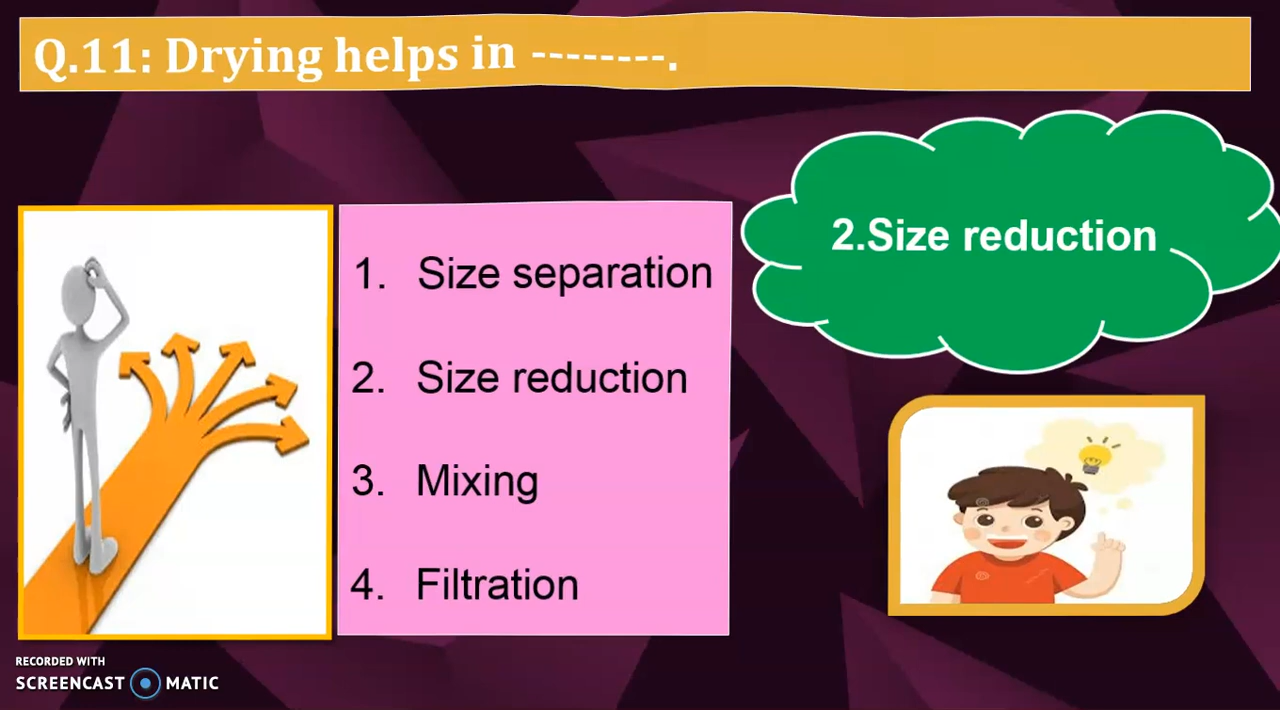 Q.11: Drying helps in --------.
2.Size reduction
1. Size separation
2. Size reduction
3. Mixing
4. Filtration
RECORDED WITH
SCREENCAST MATIC